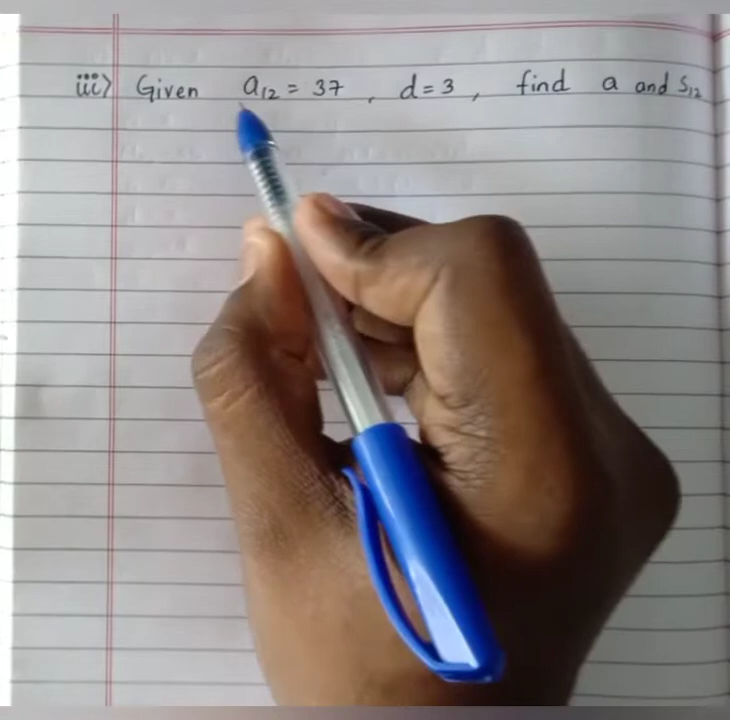 iii> Given a₁₂ = 37 , d = 3 , find a and S₁₂